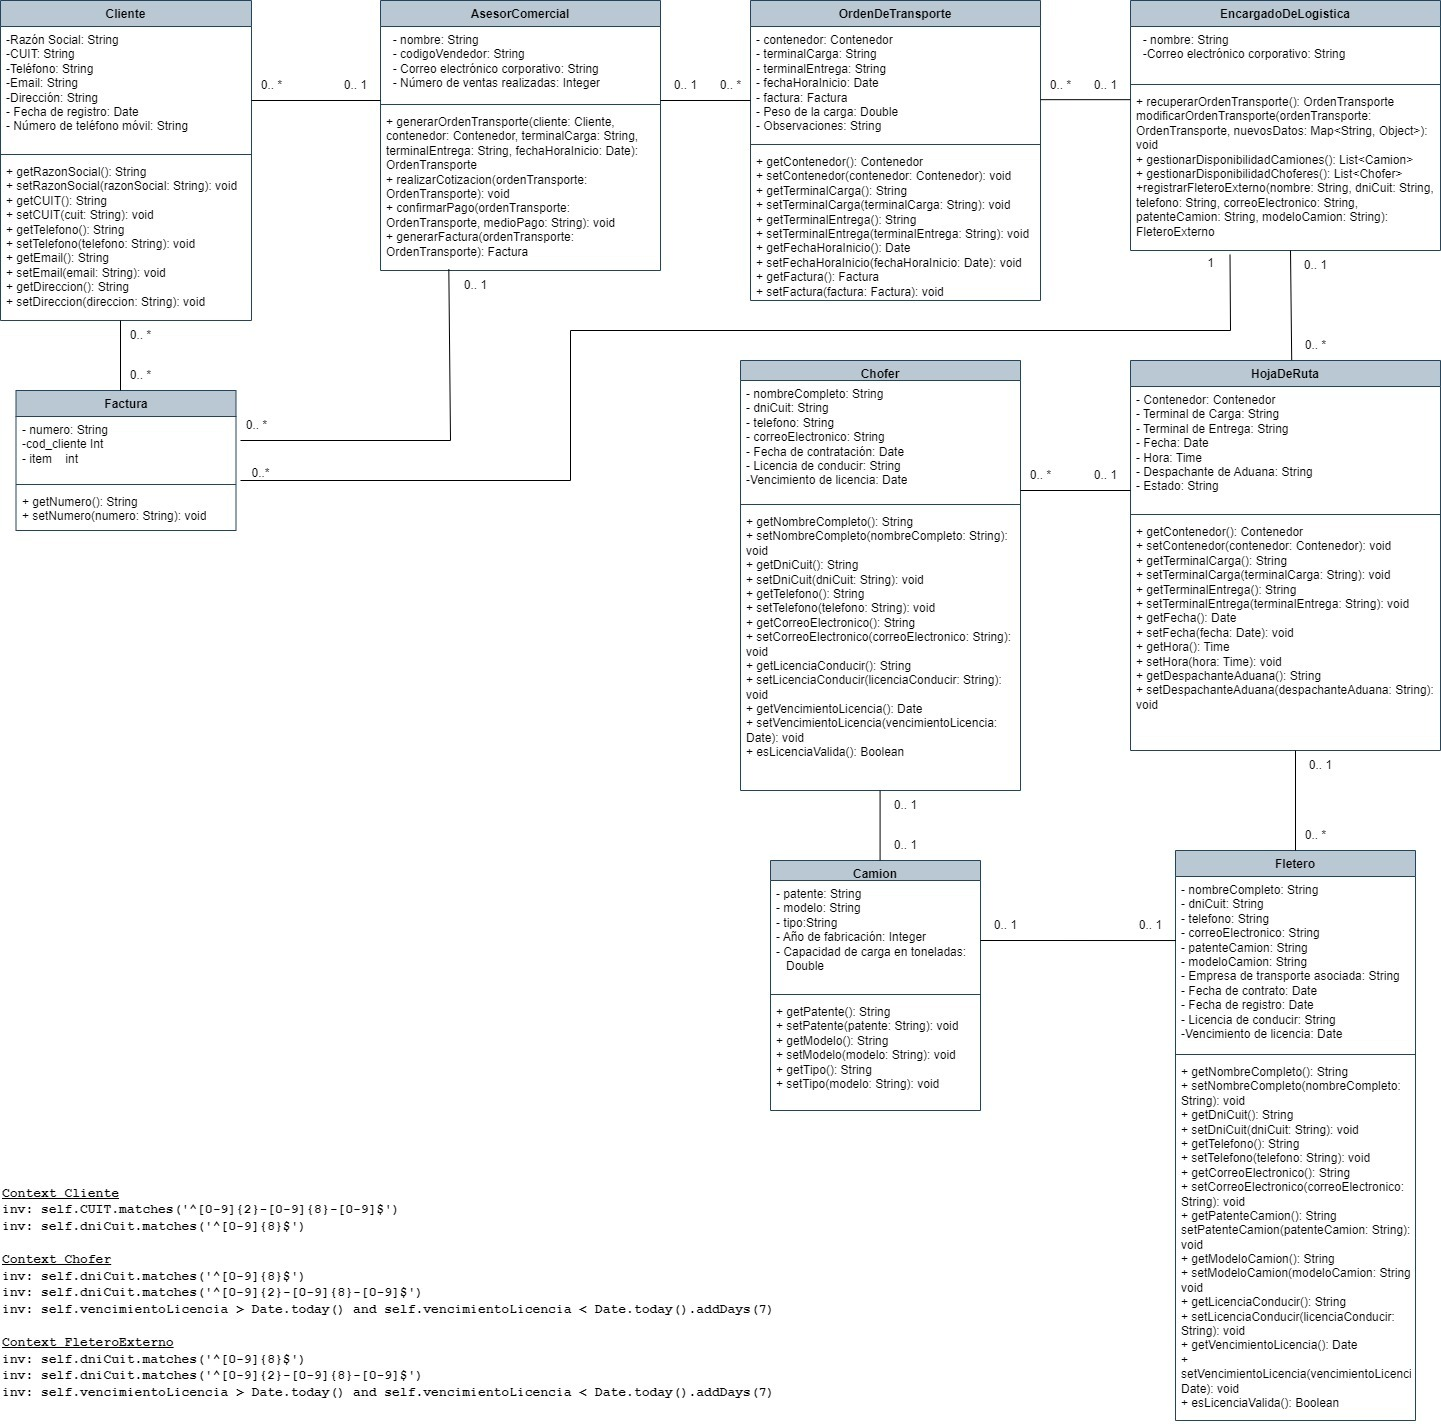 Cliente
-Razón Social: String
-CUIT: String
-Teléfono: String
-Email: String
-Dirección: String
- Fecha de registro: Date
- Número de teléfono móvil: String
+ getRazonSocial(): String
+ setRazonSocial(razonSocial: String): void
+ getCUIT(): String
+ setCUIT(cuit: String): void
+ getTelefono(): String
+ setTelefono(telefono: String): void
+ getEmail(): String
+ setEmail(email: String): void
+ getDireccion(): String
+ setDireccion(direccion: String): void
0.. *
0.. 1
AsesorComercial
- nombre: String
- codigoVendedor: String
- Correo electrónico corporativo: String
- Número de ventas realizadas: Integer
+ generarOrdenTransporte(cliente: Cliente,
contenedor: Contenedor, terminalCarga: String,
terminalEntrega: String, fechaHoraInicio: Date):
OrdenTransporte
+ realizarCotizacion(ordenTransporte:
OrdenTransporte): void
+ confirmarPago(ordenTransporte:
OrdenTransporte, medioPago: String): void
+ generarFactura(ordenTransporte:
OrdenTransporte): Factura
0.. 1
0.. *
OrdenDeTransporte
- contenedor: Contenedor
- terminalCarga: String
- terminalEntrega: String
- fechaHoraInicio: Date
- factura: Factura
- Peso de la carga: Double
- Observaciones: String
+ getContenedor(): Contenedor
+ setContenedor(contenedor: Contenedor): void
+ getTerminalCarga(): String
+ setTerminalCarga(terminalCarga: String): void
+ getTerminalEntrega(): String
+ setTerminalEntrega(terminalEntrega: String): void
+ getFechaHoraInicio(): Date
+ setFechaHoraInicio(fechaHoraInicio: Date): void
+ getFactura(): Factura
+ setFactura(factura: Factura): void
0.. *
0.. 1
EncargadoDeLogistica
- nombre: String
-Correo electrónico corporativo: String
+ recuperarOrdenTransporte(): OrdenTransporte
modificarOrdenTransporte(ordenTransporte:
OrdenTransporte, nuevosDatos: Map<String, Object>):
void
+ gestionarDisponibilidadCamiones(): List<Camion>
+ gestionarDisponibilidadChoferes(): List<Chofer>
+registrarFleteroExterno(nombre: String, dniCuit: String,
telefono: String, correoElectronico: String,
patenteCamion: String, modeloCamion: String):
FleteroExterno
1
0.. 1
0.. 1
0.. *
0.. *
0.. *
Factura
- numero: String
-cod_cliente Int
- item    int
+ getNumero(): String
+ setNumero(numero: String): void
0.. *
0..*
Chofer
- nombreCompleto: String
- dniCuit: String
- telefono: String
- correoElectronico: String
- Fecha de contratación: Date
- Licencia de conducir: String
-Vencimiento de licencia: Date
+ getNombreCompleto(): String
+ setNombreCompleto(nombreCompleto: String):
void
+ getDniCuit(): String
+ setDniCuit(dniCuit: String): void
+ getTelefono(): String
+ setTelefono(telefono: String): void
+ getCorreoElectronico(): String
+ setCorreoElectronico(correoElectronico: String):
void
+ getLicenciaConducir(): String
+ setLicenciaConducir(licenciaConducir: String):
void
+ getVencimientoLicencia(): Date
+ setVencimientoLicencia(vencimientoLicencia:
Date): void
+ esLicenciaValida(): Boolean
0.. *
0.. 1
HojaDeRuta
- Contenedor: Contenedor
- Terminal de Carga: String
- Terminal de Entrega: String
- Fecha: Date
- Hora: Time
- Despachante de Aduana: String
- Estado: String
+ getContenedor(): Contenedor
+ setContenedor(contenedor: Contenedor): void
+ getTerminalCarga(): String
+ setTerminalCarga(terminalCarga: String): void
+ getTerminalEntrega(): String
+ setTerminalEntrega(terminalEntrega: String): void
+ getFecha(): Date
+ setFecha(fecha: Date): void
+ getHora(): Time
+ setHora(hora: Time): void
+ getDespachanteAduana(): String
+ setDespachanteAduana(despachanteAduana: String):
void
0.. 1
0.. *
0.. 1
0.. 1
Camion
- patente: String
- modelo: String
- tipo:String
- Año de fabricación: Integer
- Capacidad de carga en toneladas:
Double
+ getPatente(): String
+ setPatente(patente: String): void
+ getModelo(): String
+ setModelo(modelo: String): void
+ getTipo(): String
+ setTipo(modelo: String): void
0.. 1
0.. 1
Fletero
- nombreCompleto: String
- dniCuit: String
- telefono: String
- correoElectronico: String
- patenteCamion: String
- modeloCamion: String
- Empresa de transporte asociada: String
- Fecha de contrato: Date
- Fecha de registro: Date
- Licencia de conducir: String
-Vencimiento de licencia: Date
+ getNombreCompleto(): String
+ setNombreCompleto(nombreCompleto:
String): void
+ getDniCuit(): String
+ setDniCuit(dniCuit: String): void
+ getTelefono(): String
+ setTelefono(telefono: String): void
+ getCorreoElectronico(): String
+ setCorreoElectronico(correoElectronico:
String): void
+ getPatenteCamion(): String
setPatenteCamion(patenteCamion: String):
void
+ getModeloCamion(): String
+ setModeloCamion(modeloCamion: String
void
+ getLicenciaConducir(): String
+ setLicenciaConducir(licenciaConducir:
String): void
+ getVencimientoLicencia(): Date
+
setVencimientoLicencia(vencimientoLicenci
Date): void
+ esLicenciaValida(): Boolean
Context Cliente
inv: self.CUIT.matches('^[0-9]{2}-[0-9]{8}-[0-9]$')
inv: self.dniCuit.matches('^[0-9]{8}$')
Context Chofer
inv: self.dniCuit.matches('^[0-9]{8}$')
inv: self.dniCuit.matches('^[0-9]{2}-[0-9]{8}-[0-9]$')
inv: self.vencimientoLicencia > Date.today() and self.vencimientoLicencia < Date.today().addDays(7)
Context FleteroExterno
inv: self.dniCuit.matches('^[0-9]{8}$')
inv: self.dniCuit.matches('^[0-9]{2}-[0-9]{8}-[0-9]$')
inv: self.vencimientoLicencia > Date.today() and self.vencimientoLicencia < Date.today().addDays(7)